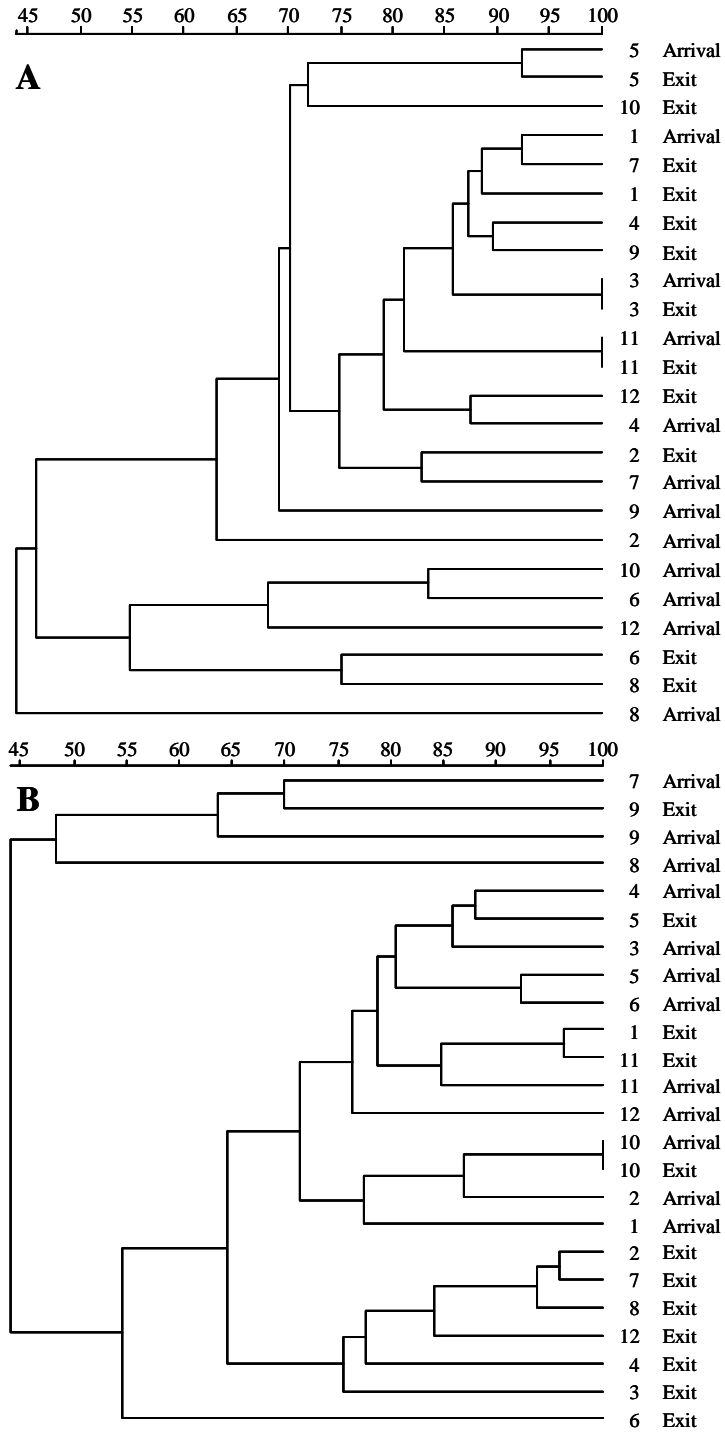 45 50 55 60 65 70 75 80 85 90 95 100
A
5 Arrival
5 Exit
10 Exit
1 Arrival
7 Exit
1 Exit
4 Exit
9 Exit
3 Arrival
3 Exit
11 Arrival
11 Exit
12 Exit
4 Arrival
2 Exit
7 Arrival
9 Arrival
2 Arrival
10 Arrival
6 Arrival
12 Arrival
6 Exit
8 Exit
8 Arrival
45 50 55 60 65 70 75 80 85 90 95 100
B
7 Arrival
9 Exit
9 Arrival
8 Arrival
4 Arrival
5 Exit
3 Arrival
5 Arrival
6 Arrival
1 Exit
11 Exit
11 Arrival
12 Arrival
10 Arrival
10 Exit
2 Arrival
1 Arrival
2 Exit
7 Exit
8 Exit
12 Exit
4 Exit
3 Exit
6 Exit